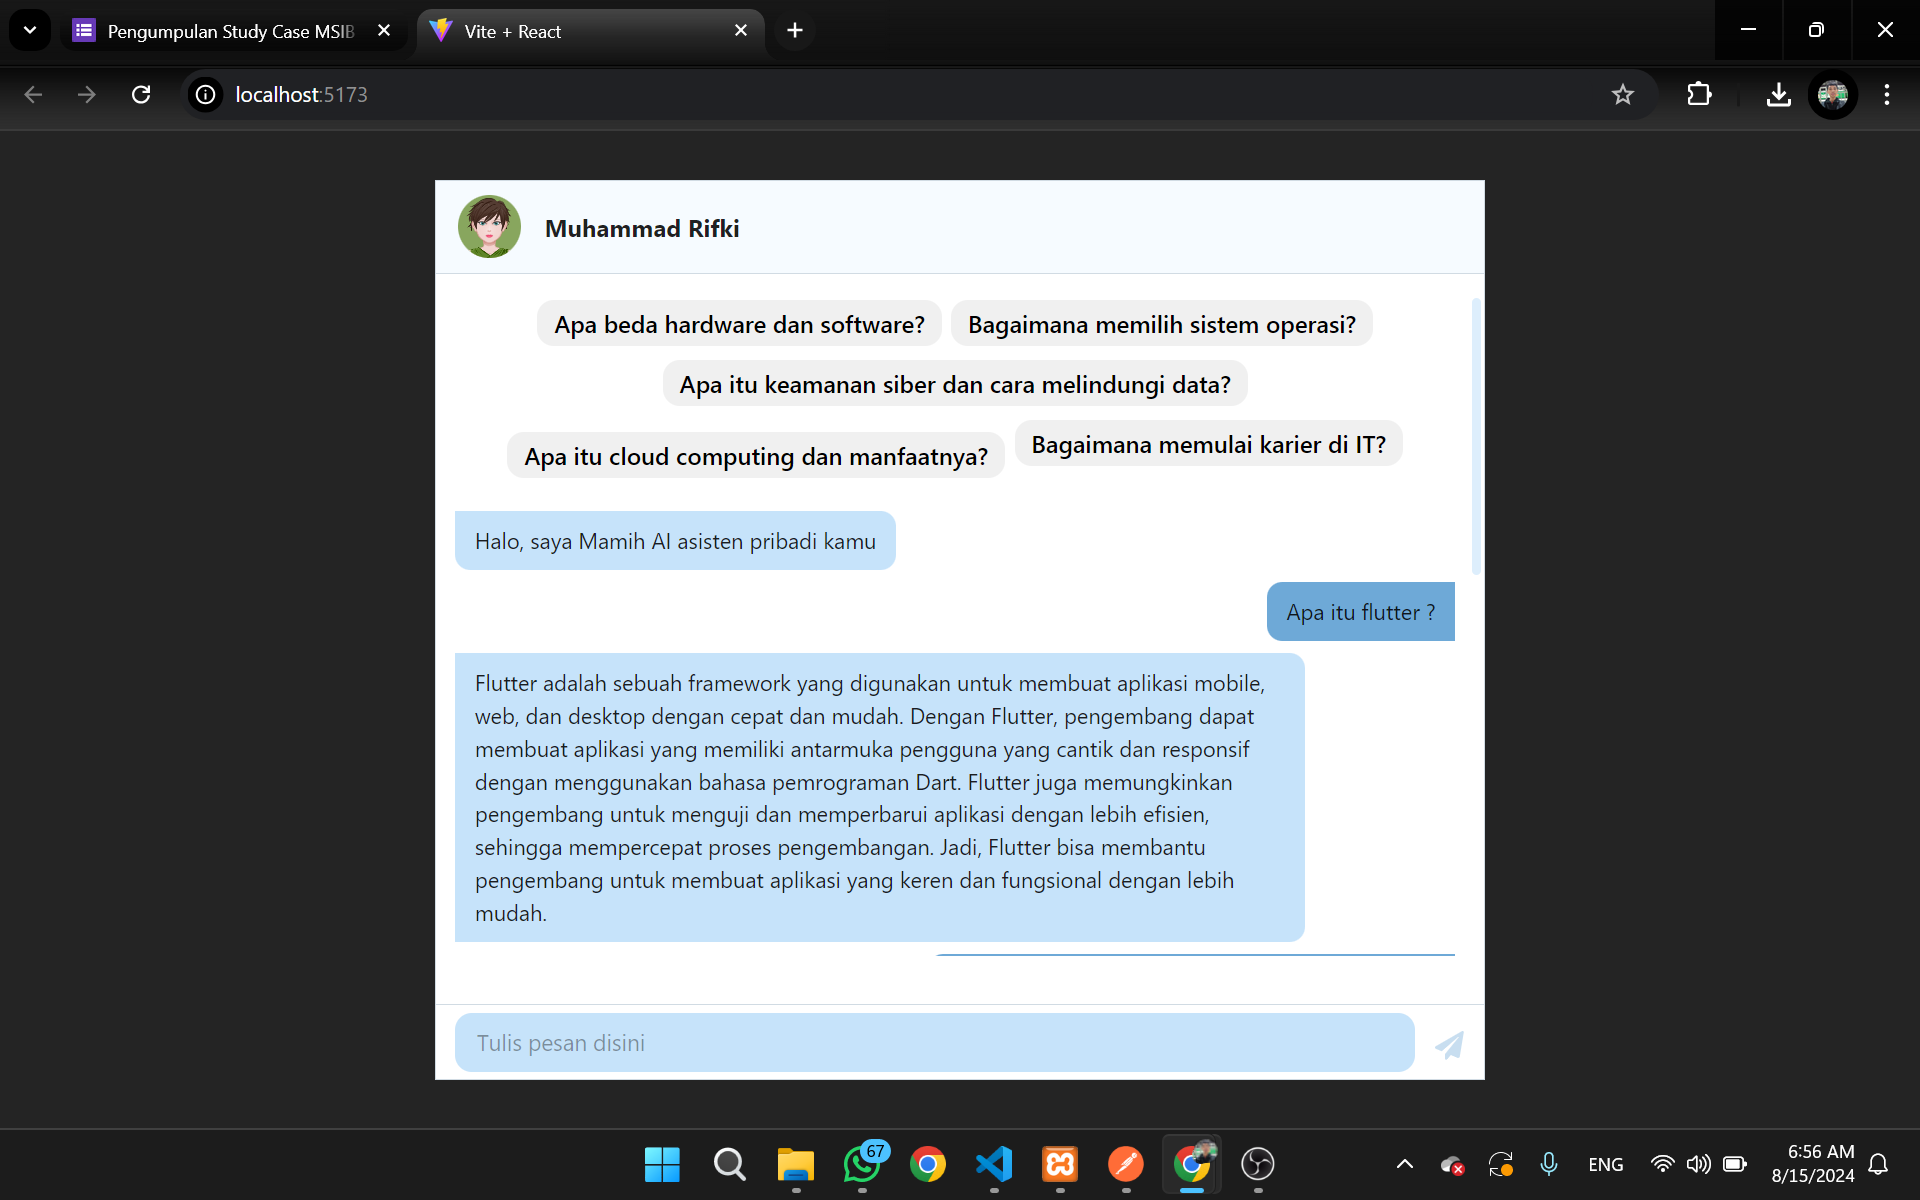 Pengumpulan Study Case MSIB
Vite + React
localhost:5173
Muhammad Rifki
Apa beda hardware dan software?
Bagaimana memilih sistem operasi?
Apa itu keamanan siber dan cara melindungi data?
Apa itu cloud computing dan manfaatnya?
Bagaimana memulai karier di IT?
Halo, saya Mamih AI asisten pribadi kamu
Apa itu flutter ?
Flutter adalah sebuah framework yang digunakan untuk membuat aplikasi mobile,
web, dan desktop dengan cepat dan mudah. Dengan Flutter, pengembang dapat
membuat aplikasi yang memiliki antarmuka pengguna yang cantik dan responsif
dengan menggunakan bahasa pemrograman Dart. Flutter juga memungkinkan
pengembang untuk menguji dan memperbarui aplikasi dengan lebih efisien,
sehingga mempercepat proses pengembangan. Jadi, Flutter bisa membantu
pengembang untuk membuat aplikasi yang keren dan fungsional dengan lebih
mudah.
Tulis pesan disini
67
ENG
6:56 AM
8/15/2024